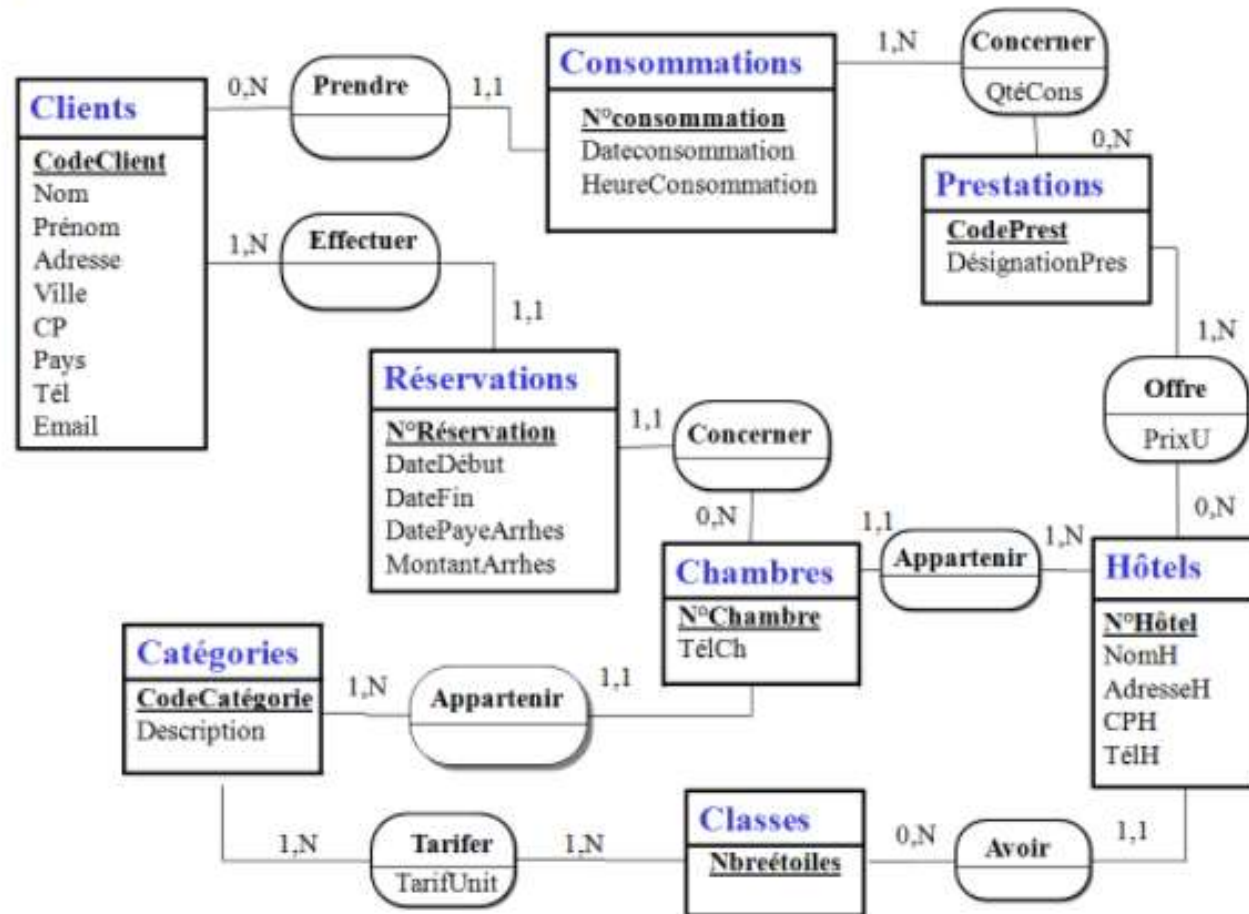 Clients
CodeClient
Nom
Prénom
Adresse
Ville
CP
Pays
Tél
Email
0,N
Prendre
1,1
Consommations
N°consommation
Dateconsommation
HeureConsommation
1,N
Concerner
QtéCons
0,N
Prestations
CodePrest
DésignationPres
1,N
Effectuer
1,1
Réservations
N°Réservation
DateDébut
DateFin
DatePayeArrhes
MontantArrhes
1,1
Concerner
0,N
1,N
Offre
PrixU
0,N
Chambres
N°Chambre
TélCh
1,1
Appartenir
1,N
Hôtels
N°Hôtel
NomH
AdresseH
CPH
TélH
Catégories
CodeCatégorie
Description
1,N
Appartenir
1,1
1,N
Tarifer
TarifUnit
1,N
Classes
Nbreétoiles
0,N
Avoir
1,1